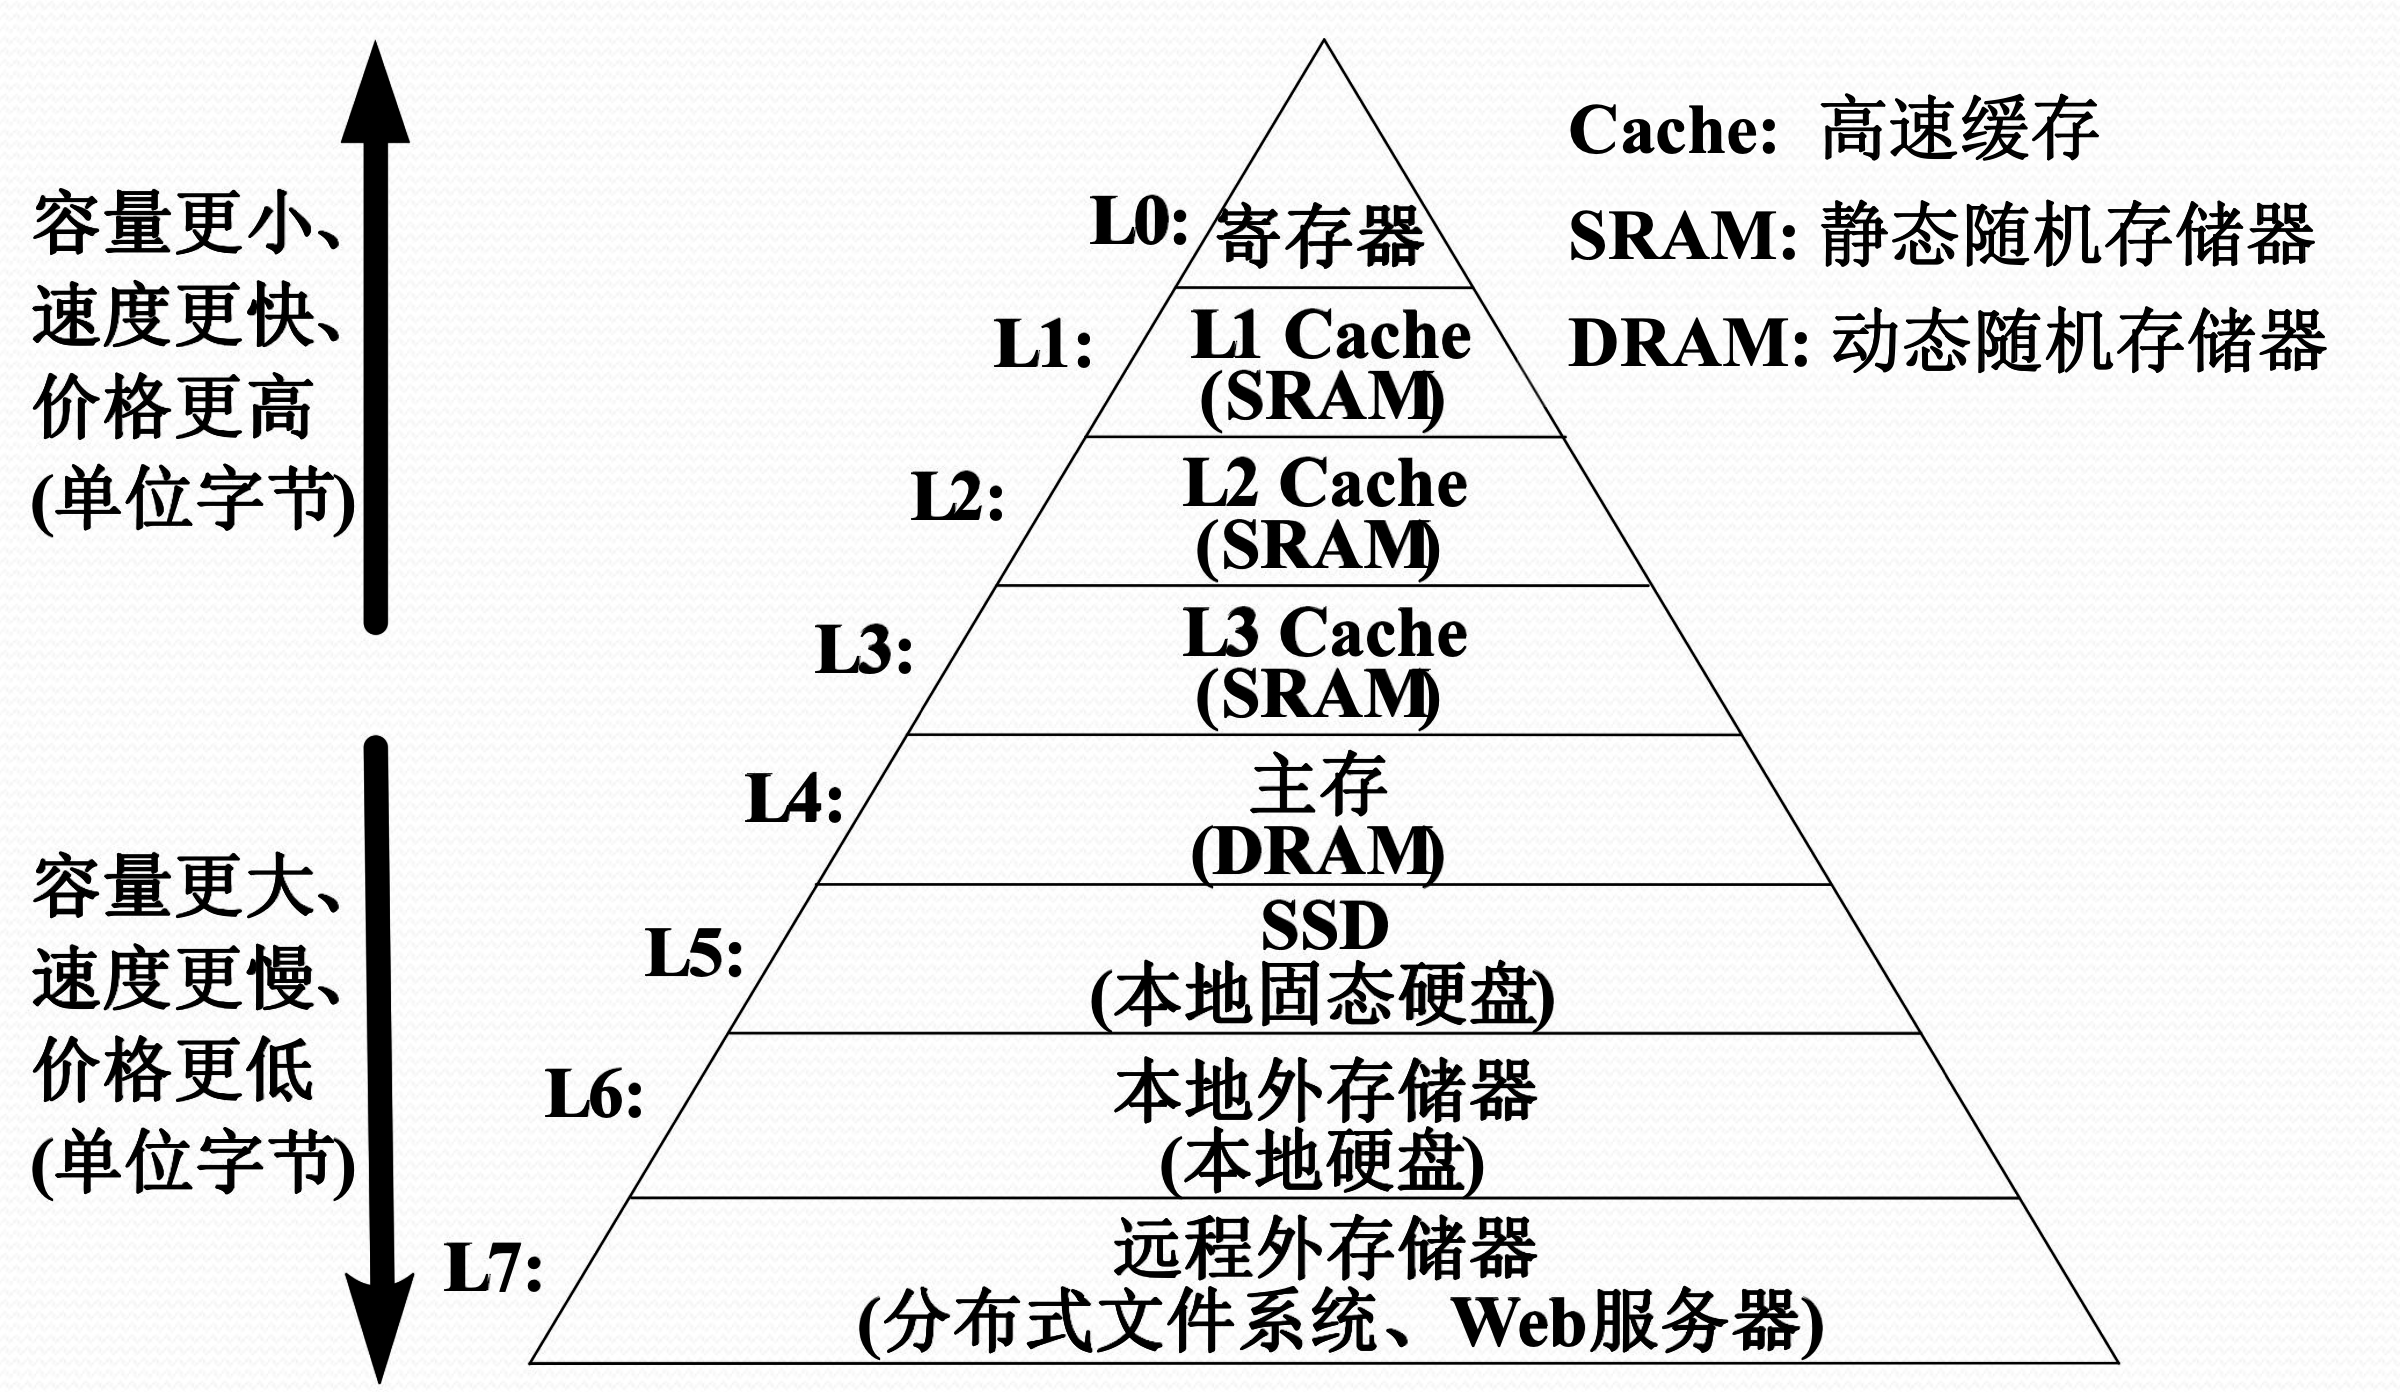 容量更小、
速度更快、
价格更高
(单位字节)
容量更大、
速度更慢、
价格更低
(单位字节)
L0: 寄存器
L1: L1 Cache
(SRAM)
L2: L2 Cache
(SRAM)
L3: L3 Cache
(SRAM)
L4: 主存
(DRAM)
L5: SSD
(本地固态硬盘)
L6: 本地外存储器
(本地硬盘)
L7: 远程外存储器
(分布式文件系统、Web服务器)
Cache: 高速缓存
SRAM: 静态随机存储器
DRAM: 动态随机存储器